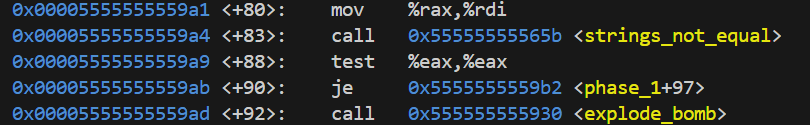 0x00005555555559a1 <+80>: mov %rax,%rdi
0x00005555555559a4 <+83>: call 0x55555555565b <strings_not_equal>
0x00005555555559a9 <+88>: test %eax,%eax
0x00005555555559ab <+90>: je 0x5555555559b2 <phase_1+97>
0x00005555555559ad <+92>: call 0x555555555930 <explode_bomb>